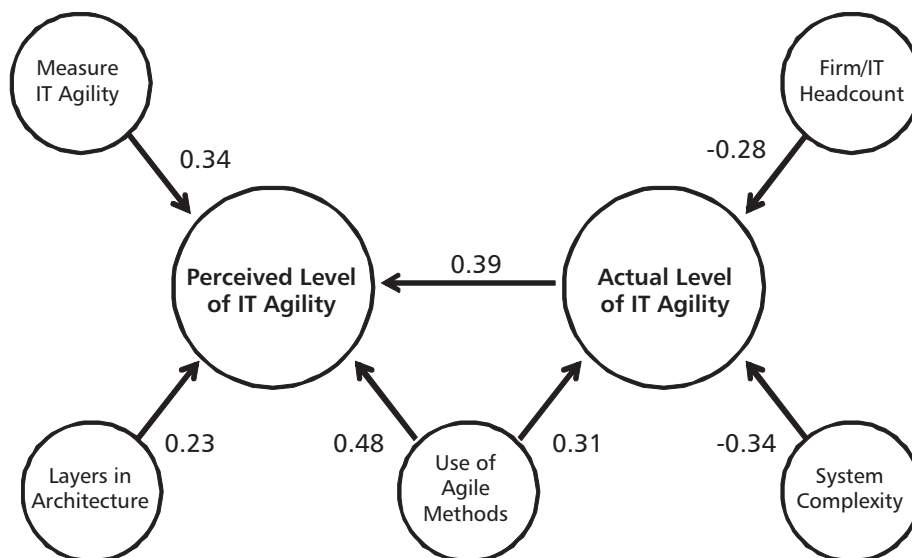 Measure
IT Agility
Firm/IT
Headcount
0.34
-0.28
Perceived Level
of IT Agility
0.39
Actual Level
of IT Agility
0.23
0.48
0.31
-0.34
Layers in
Architecture
Use of
Agile
Methods
System
Complexity